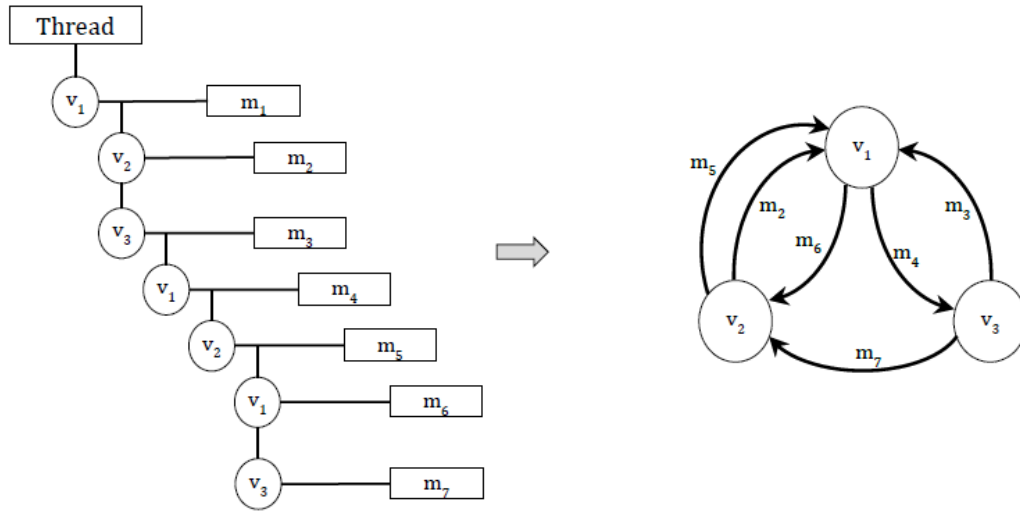 Thread
v₁ m₁
v₂ m₂
v₃ m₃
v₁ m₄
v₂ m₅
v₁ m₆
v₃ m₇
v₁
m₅
m₂
m₃
m₆
m₄
v₂
v₃
m₇